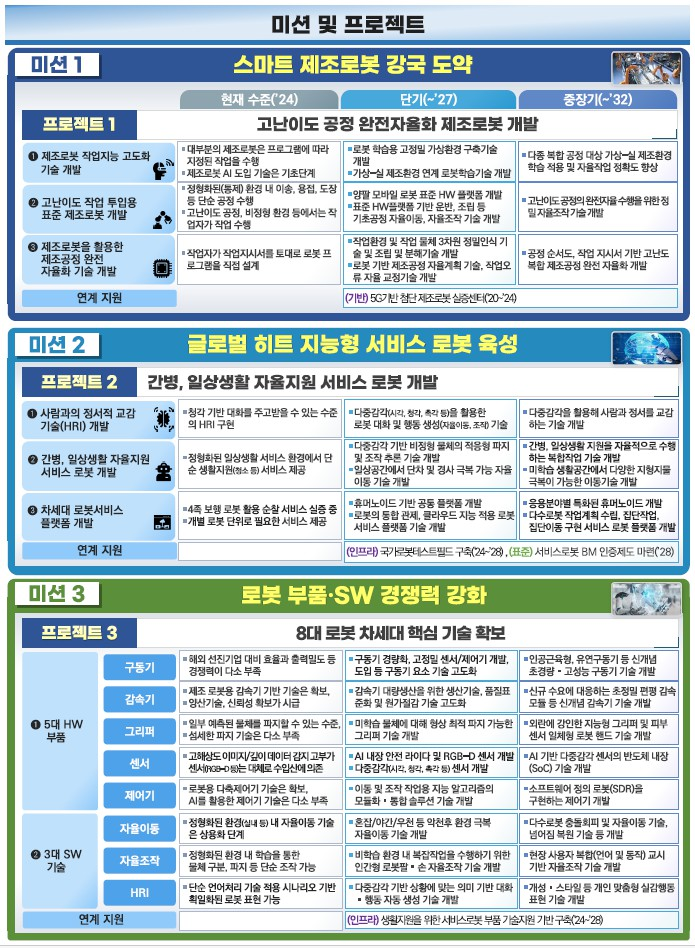 미션 및 프로젝트
미션 1
스마트 제조로봇 강국 도약
현재 수준('24)
단기(~'27)
중장기(~'32)
프로젝트 1
고난이도 공정 완전자율화 제조로봇 개발
❶ 제조로봇 작업지능 고도화
기술 개발
▪대부분의 제조로봇은 프로그램에 따라
지정된 작업을 수행
▪제조로봇 AI 도입 기술은 기초단계
▪로봇 학습용 고정밀 가상환경 구축기술
개발
▪가상–실 제조환경 연계 로봇학습기술 개발
▪다종 복합 공정 대상 가상–실 제조환경
학습 적용 및 자율작업 정확도 향상
❷ 고난이도 작업 투입용
표준 제조로봇 개발
▪정형화된(통제) 환경 내 이송, 용접, 도장
등 단순 공정 수행
▪고난이도 공정, 비정형 환경 등에서는 작
업자가 작업 수행
▪양팔 모바일 로봇 표준 HW 플랫폼 개발
▪표준 HW플랫폼 기반 운반, 조립 등
기초공정 자율이동, 자율조작 기술 개발
▪고난이도공정의 완전자율 수행을 위한 정
밀 자율조작 기술 개발
❸ 제조로봇을 활용한
제조공정 완전
자율화 기술 개발
▪작업자가 작업지시서를 토대로 로봇 프
로그램을 직접 설계
▪작업환경 및 작업 물체 3차원 정밀인식 기
술 및 조립 및 분해기술 개발
▪로봇 기반 제조공정 자율계획 기술, 작업오
류 자율 교정기술 개발
▪공정 순서도, 작업 지시서 기반 고난도
복합 제조공정 완전 자율화 개발
연계 지원
(기반) 5G기반 첨단 제조로봇 실증센터('20~'24)
미션 2
글로벌 히트 지능형 서비스 로봇 육성
프로젝트 2
간병, 일상생활 자율지원 서비스 로봇 개발
❶ 사람과의 정서적 교감
기술(HRI) 개발
▪청각 기반 대화를 주고받을 수 있는 수준
의 HRI 구현
▪다중감각(시각, 청각, 촉각 등)을 활용한
로봇 대화 및 행동 생성(자율이동, 조작) 기술
▪다중감각을 활용해 사람과 정서를 교감
하는 기술 개발
❷ 간병, 일상생활 자율지원
서비스 로봇 개발
▪정형화된 일상생활 서비스 환경에서 단
순 생활지원(청소 등) 서비스 제공
▪다중감각 기반 비정형 물체의 적응형 파지
및 조작 추론 기술 개발
▪일상공간에서 단차 및 경사 극복 가능 자율
이동 기술 개발
▪간병, 일상생활 지원을 자율적으로 수행
하는 복합작업 기술 개발
▪미학습 생활공간에서 다양한 지형지물
극복이 가능한 이동기술 개발
❸ 차세대 로봇서비스
플랫폼 개발
▪4족 보행 로봇 활용 순찰 서비스 실증 중
▪개별 로봇 단위로 필요한 서비스 제공
▪휴머노이드 기반 공통 플랫폼 개발
▪로봇의 통합 관제, 클라우드 지능 적용 로봇
서비스 플랫폼 기술 개발
▪응용분야별 특화된 휴머노이드 개발
▪다수로봇 작업계획 수립, 집단작업,
집단이동 구현 서비스 로봇 플랫폼 개발
연계 지원
(인프라) 국가로봇테스트필드 구축('24~'28) , (표준) 서비스로봇 BM 인증제도 마련('28)
미션 3
로봇 부품·SW 경쟁력 강화
프로젝트 3
8대 로봇 차세대 핵심 기술 확보
❶ 5대 HW
부품
구동기
▪해외 선진기업 대비 효율과 출력밀도 등
경쟁력이 다소 부족
▪구동기 경량화, 고정밀 센서/제어기 개발,
도입 등 구동기 요소 기술 고도화
▪인공근육형, 유연구동기 등 신개념
초경량·고성능 구동기 기술 개발
감속기
▪제조 로봇용 감속기 기반 기술은 확보,
▪양산기술, 신뢰성 확보가 시급
▪감속기 대량생산을 위한 생산기술, 품질표
준화 및 원가절감 기술 고도화
▪신규 수요에 대응하는 초정밀 편평 감속
모듈 등 신개념 감속기 기술 개발
그리퍼
▪일부 예측된 물체를 파지할 수 있는 수준,
▪섬세한 파지 기술은 다소 부족
▪미학습 물체에 대해 형상 최적 파지 가능한
그리퍼 기술 개발
▪외란에 강인한 지능형 그리퍼 및 피부
센서 일체형 로봇 핸드 기술 개발
센서
▪고해상도 이미지/깊이 데이터 감지 고부가
센서(RGB–D 등)는 대체로 수입산에 의존
▪AI 내장 안전 라이다 및 RGB–D 센서 개발
▪다중감각(시각, 청각, 촉각 등) 센서 개발
▪AI 기반 다중감각 센서의 반도체 내장
(SoC) 기술 개발
제어기
▪로봇용 다축제어기 기술은 확보,
AI를 활용한 제어기 기술은 다소 부족
▪이동 및 조작 작업용 지능 알고리즘의
모듈화·통합 솔루션 기술 개발
▪소프트웨어 정의 로봇(SDR)을
구현하는 제어기 개발
❷ 3대 SW
기술
자율이동
▪정형화된 환경(실내 등) 내 자율이동 기술
은 상용화 단계
▪혼잡/야간/우천 등 악천후 환경 극복
자율이동 기술 개발
▪다수로봇 충돌회피 및 자율이동 기술,
넘어짐 복원 기술 등 개발
자율조작
▪정형화된 환경 내 학습을 통한
물체 구분, 파지 등 단순 조작 가능
▪비학습 환경 내 복잡작업을 수행하기 위한
인간형 로봇팔·손 자율조작 기술 개발
▪현장 사용자 복합(언어 및 동작) 교시
기반 자율조작 기술 개발
HRI
▪단순 언어처리 기술 적용 시나리오 기반
획일화된 로봇 표현 가능
▪다중감각 기반 상황에 맞는 의미 기반 대화
·행동 자동 생성 기술 개발
▪개성·스타일 등 개인 맞춤형 실감행동
표현 기술 개발
연계 지원
(인프라) 생활지원을 위한 서비스로봇 부품 기술지원 기반 구축('24~'28)